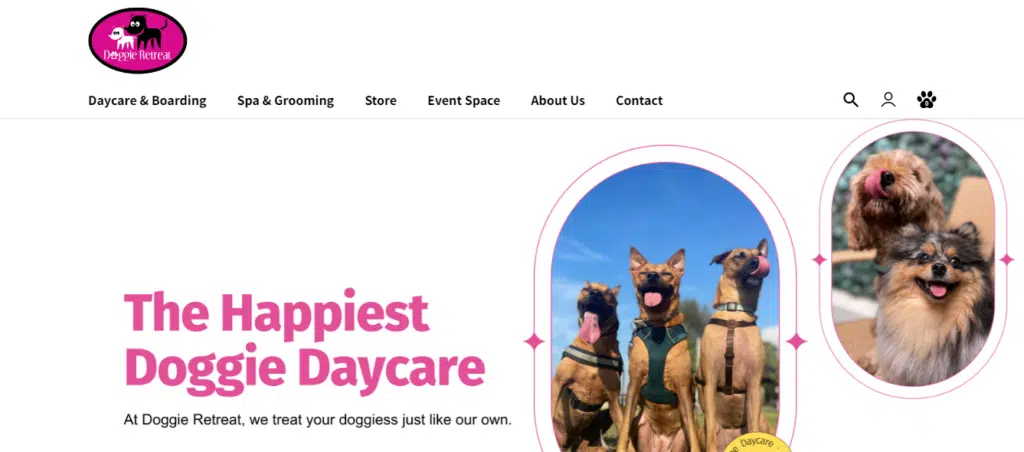 Doggie Retreat
Daycare & Boarding Spa & Grooming Store Event Space About Us Contact
0
The Happiest
Doggie Daycare
At Doggie Retreat, we treat your doggiess just like our own.
Daycare ·